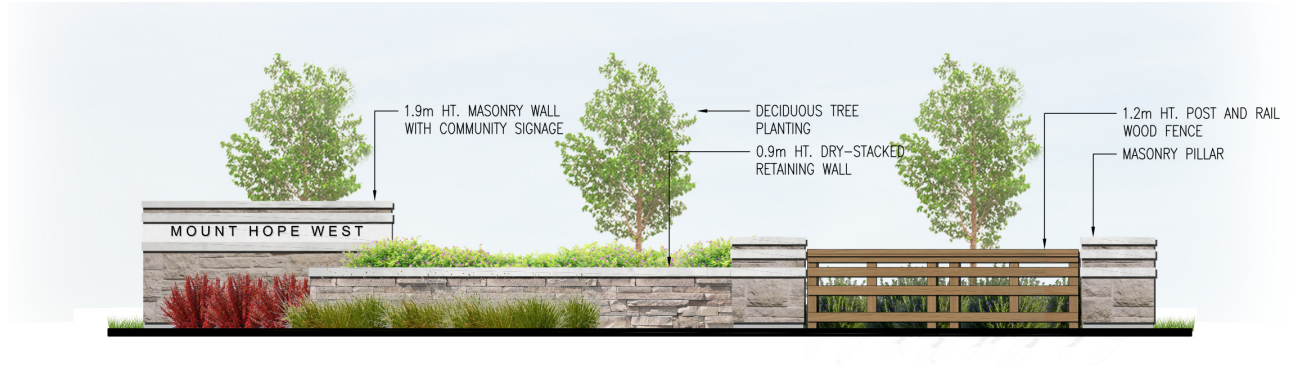 1.9m HT. MASONRY WALL
WITH COMMUNITY SIGNAGE
DECIDUOUS TREE
PLANTING
0.9m HT. DRY-STACKED
RETAINING WALL
1.2m HT. POST AND RAIL
WOOD FENCE
MASONRY PILLAR
MOUNT HOPE WEST